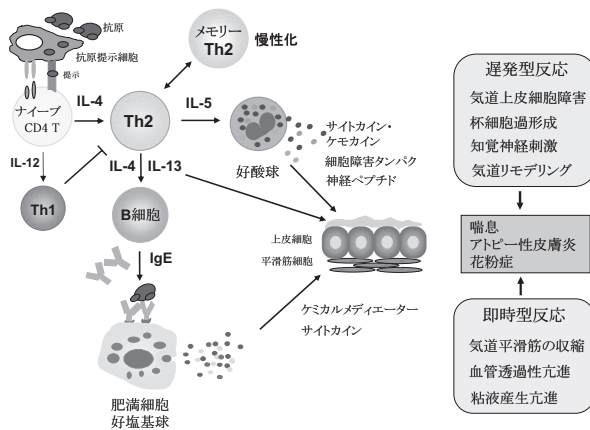 抗原
抗原提示細胞
提示
ナイーブ
CD4 T
IL-4
Th2
メモリー
Th2
慢性化
IL-5
好酸球
サイトカイン・
ケモカイン
細胞障害タンパク
神経ペプチド
IL-12
Th1
IL-4
IL-13
B細胞
IgE
上皮細胞
平滑筋細胞
ケミカルメディエーター
サイトカイン
肥満細胞
好塩基球
遅発型反応
気道上皮細胞障害
杯細胞過形成
知覚神経刺激
気道リモデリング
喘息
アトピー性皮膚炎
花粉症
即時型反応
気道平滑筋の収縮
血管透過性亢進
粘液産生亢進